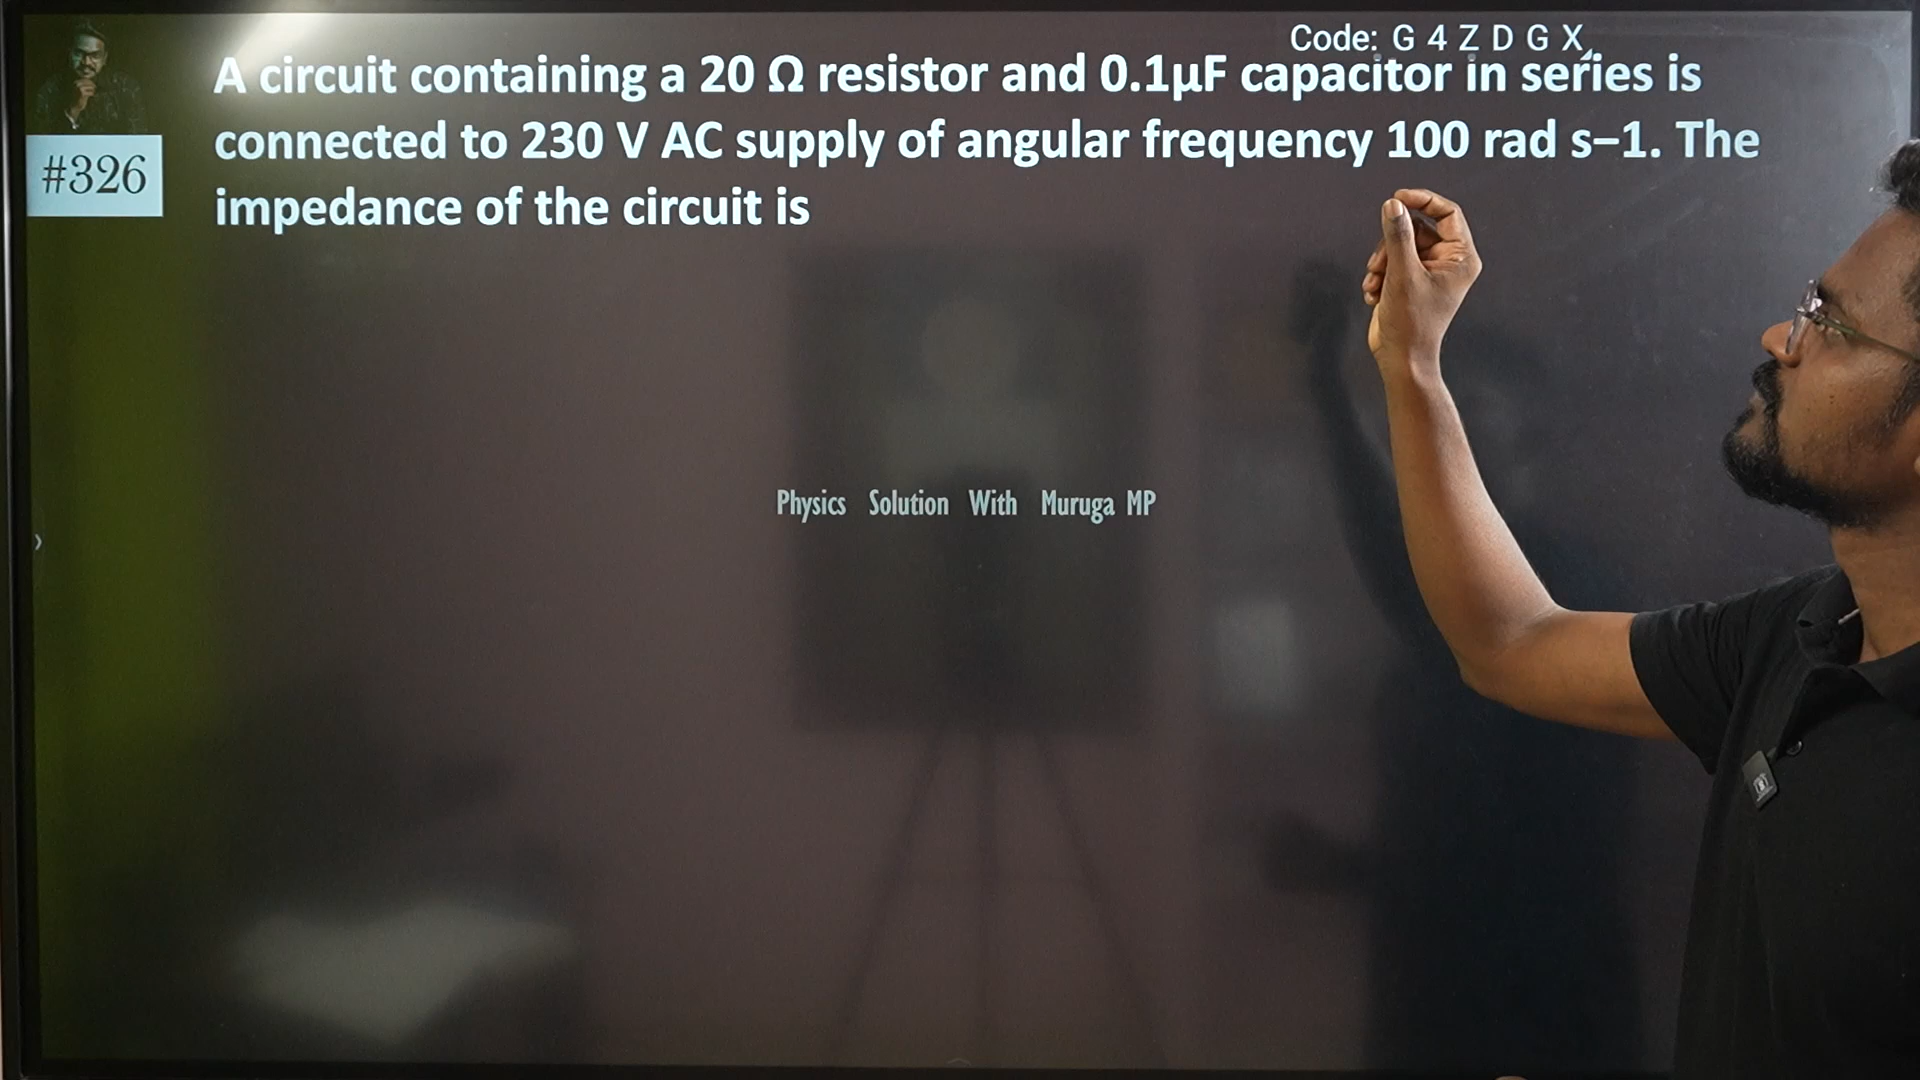 Code: G 4 Z D G X
A circuit containing a 20 Ω resistor and 0.1μF capacitor in series is
#326
connected to 230 V AC supply of angular frequency 100 rad s–1. The
impedance of the circuit is
Physics Solution With Muruga MP